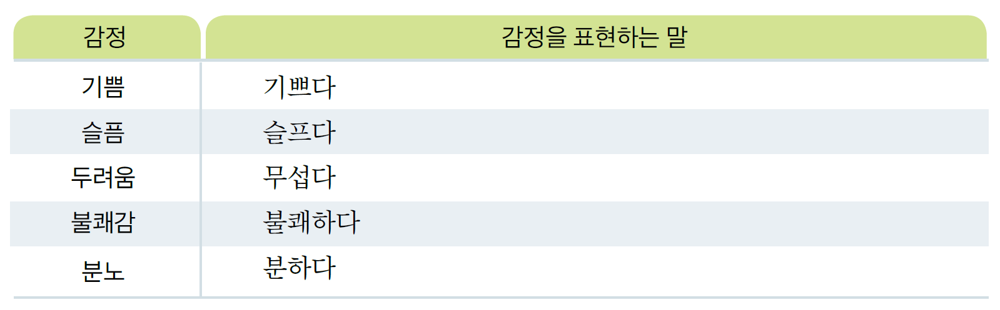 감정 감정을 표현하는 말
기쁨 기쁘다
슬픔 슬프다
두려움 무섭다
불쾌감 불쾌하다
분노 분하다